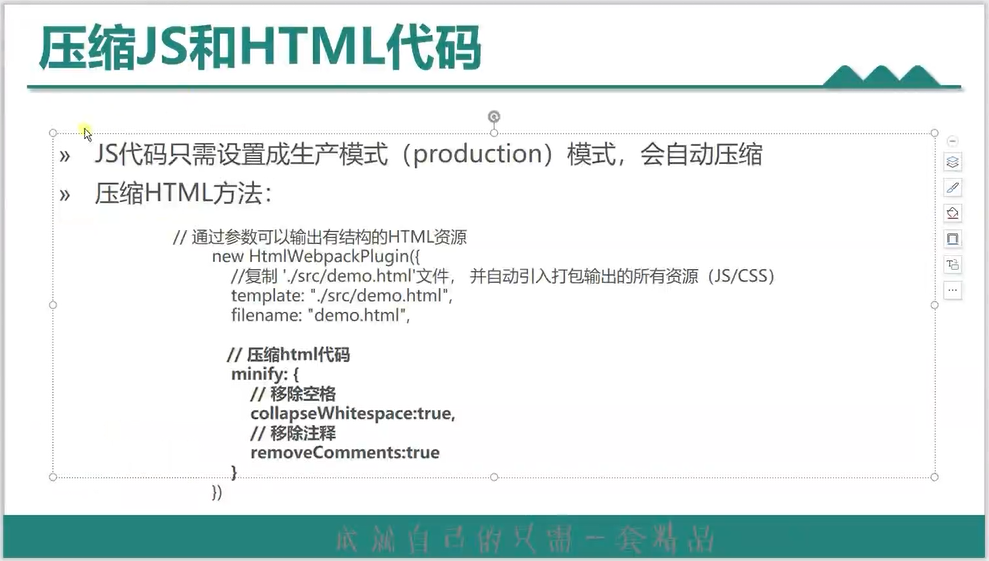 压缩JS和HTML代码
» JS代码只需设置成生产模式（production）模式，会自动压缩
» 压缩HTML方法：
// 通过参数可以输出有结构的HTML资源
new HtmlWebpackPlugin({
//复制 './src/demo.html'文件， 并自动引入打包输出的所有资源（JS/CSS）
template: "./src/demo.html",
filename: "demo.html",
// 压缩html代码
minify: {
// 移除空格
collapseWhitespace:true,
// 移除注释
removeComments:true
}
})
自己的只需一套精品